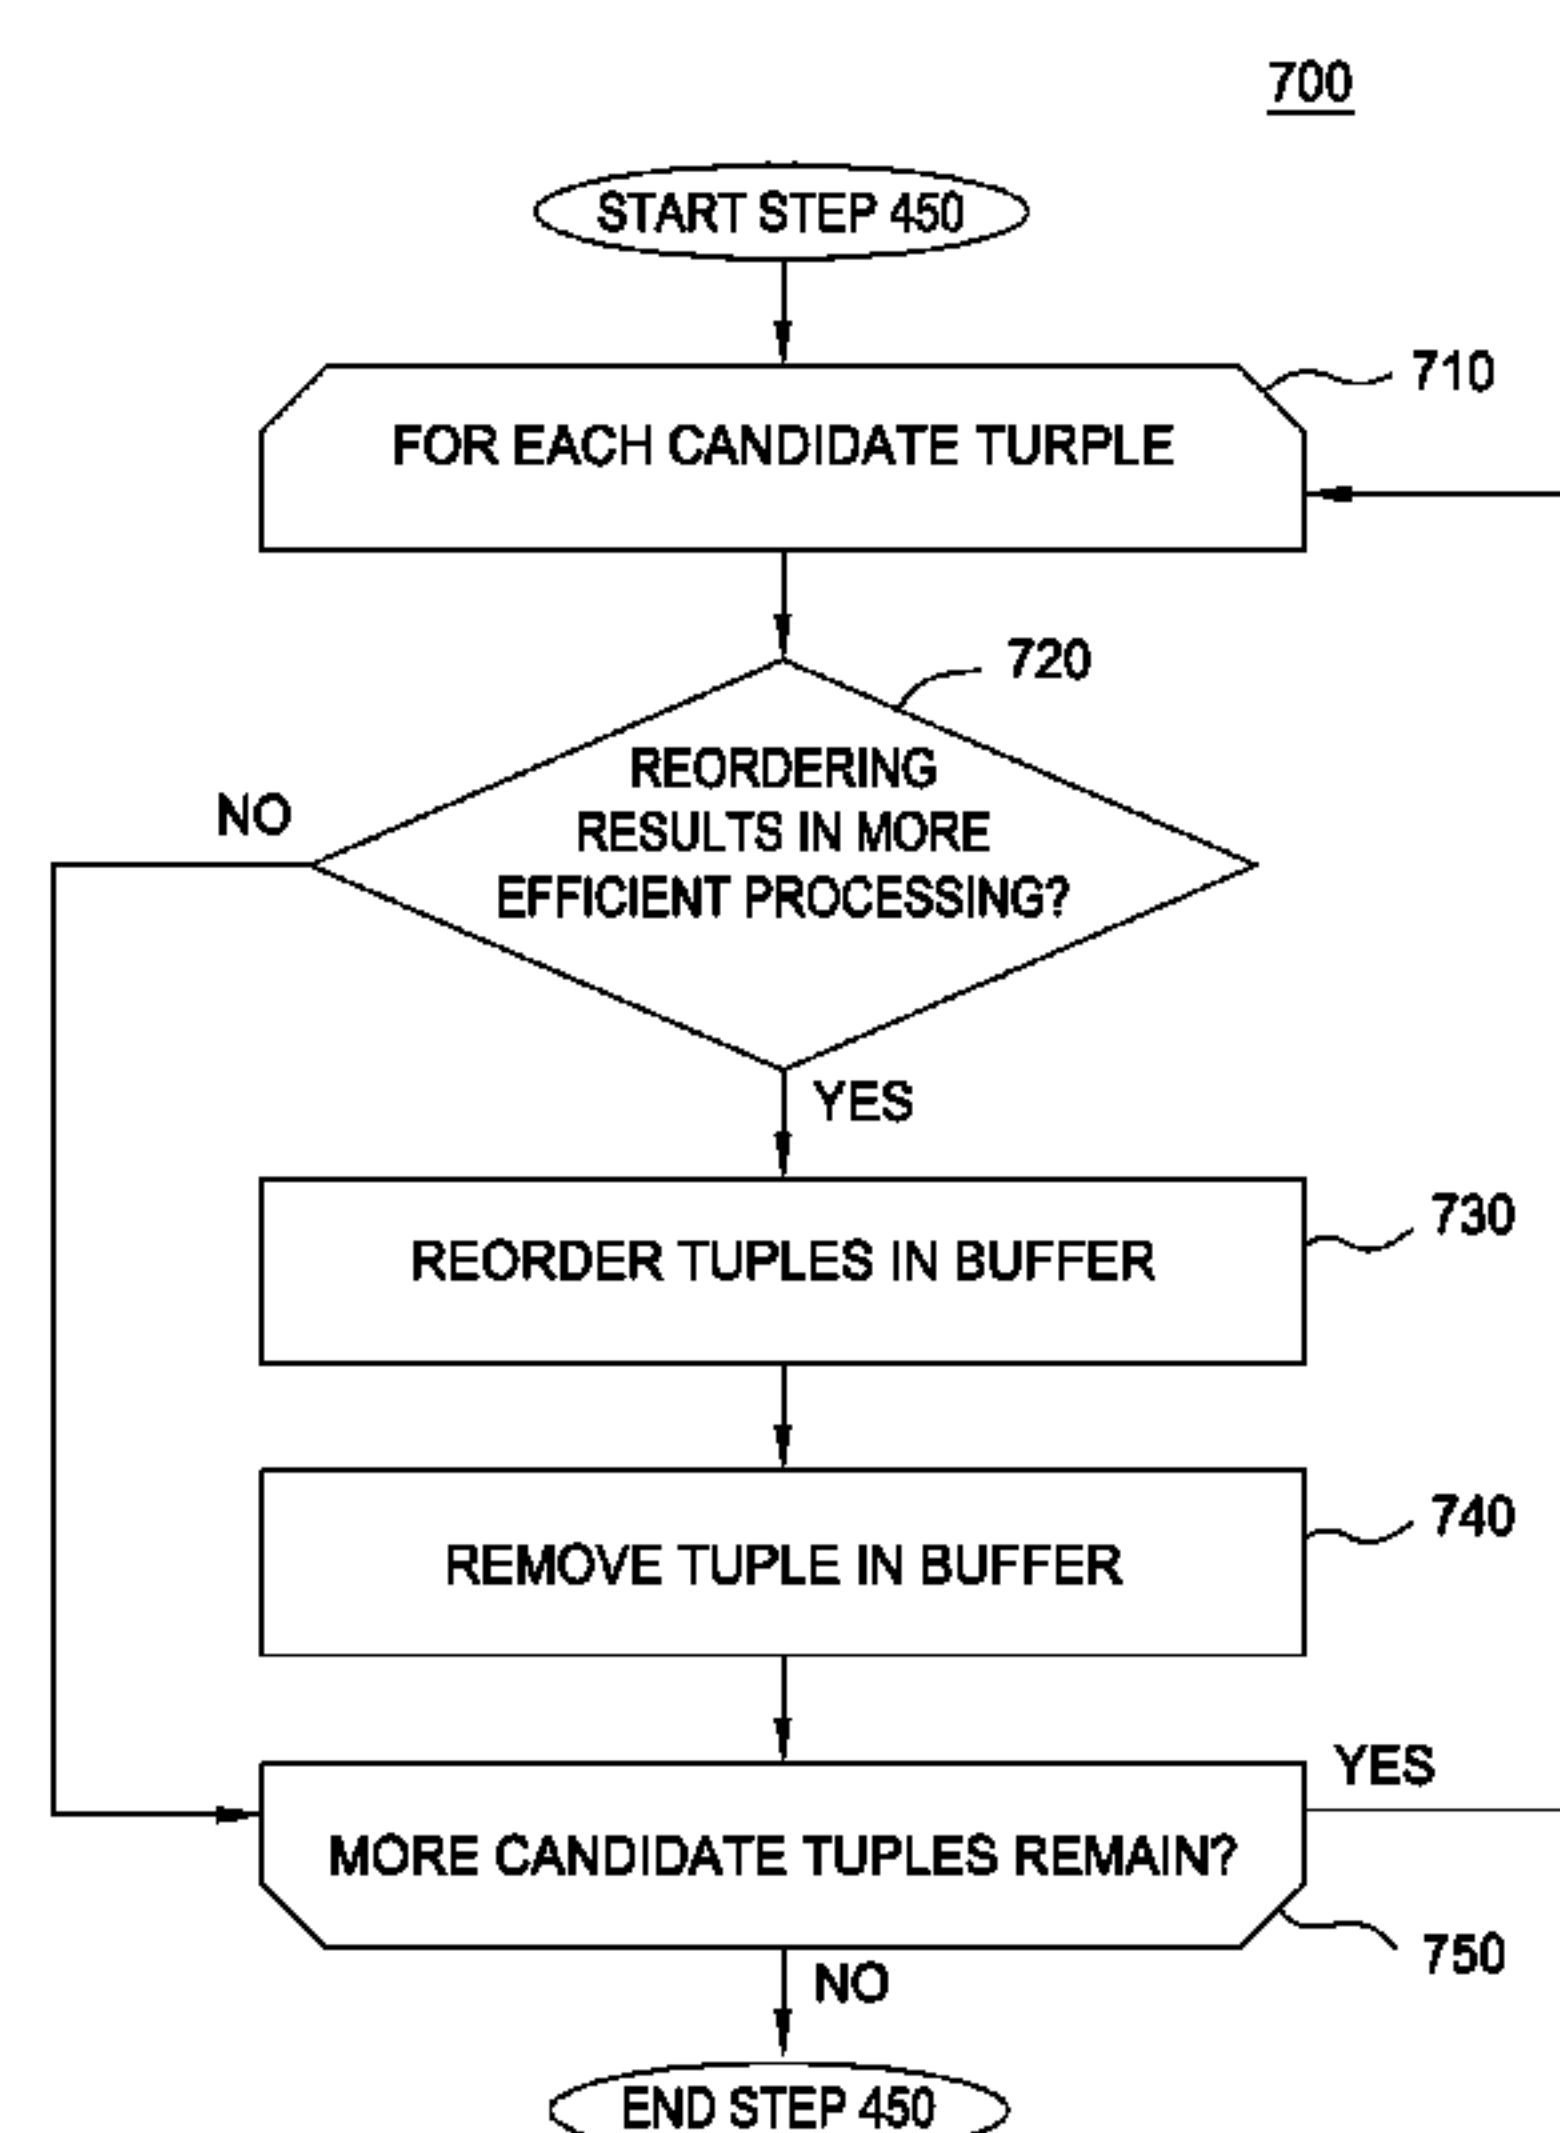 700
START STEP 450
710
FOR EACH CANDIDATE TURPLE
720
REORDERING
RESULTS IN MORE
EFFICIENT PROCESSING?
NO
YES
730
REORDER TUPLES IN BUFFER
740
REMOVE TUPLE IN BUFFER
YES
MORE CANDIDATE TUPLES REMAIN?
750
NO
END STEP 450